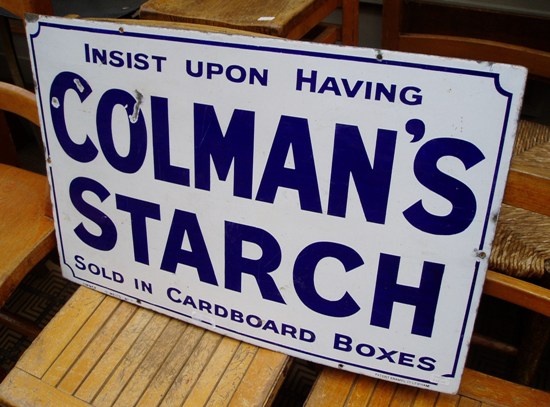 INSIST UPON HAVING
COLMAN'S
STARCH
SOLD IN CARDBOARD BOXES